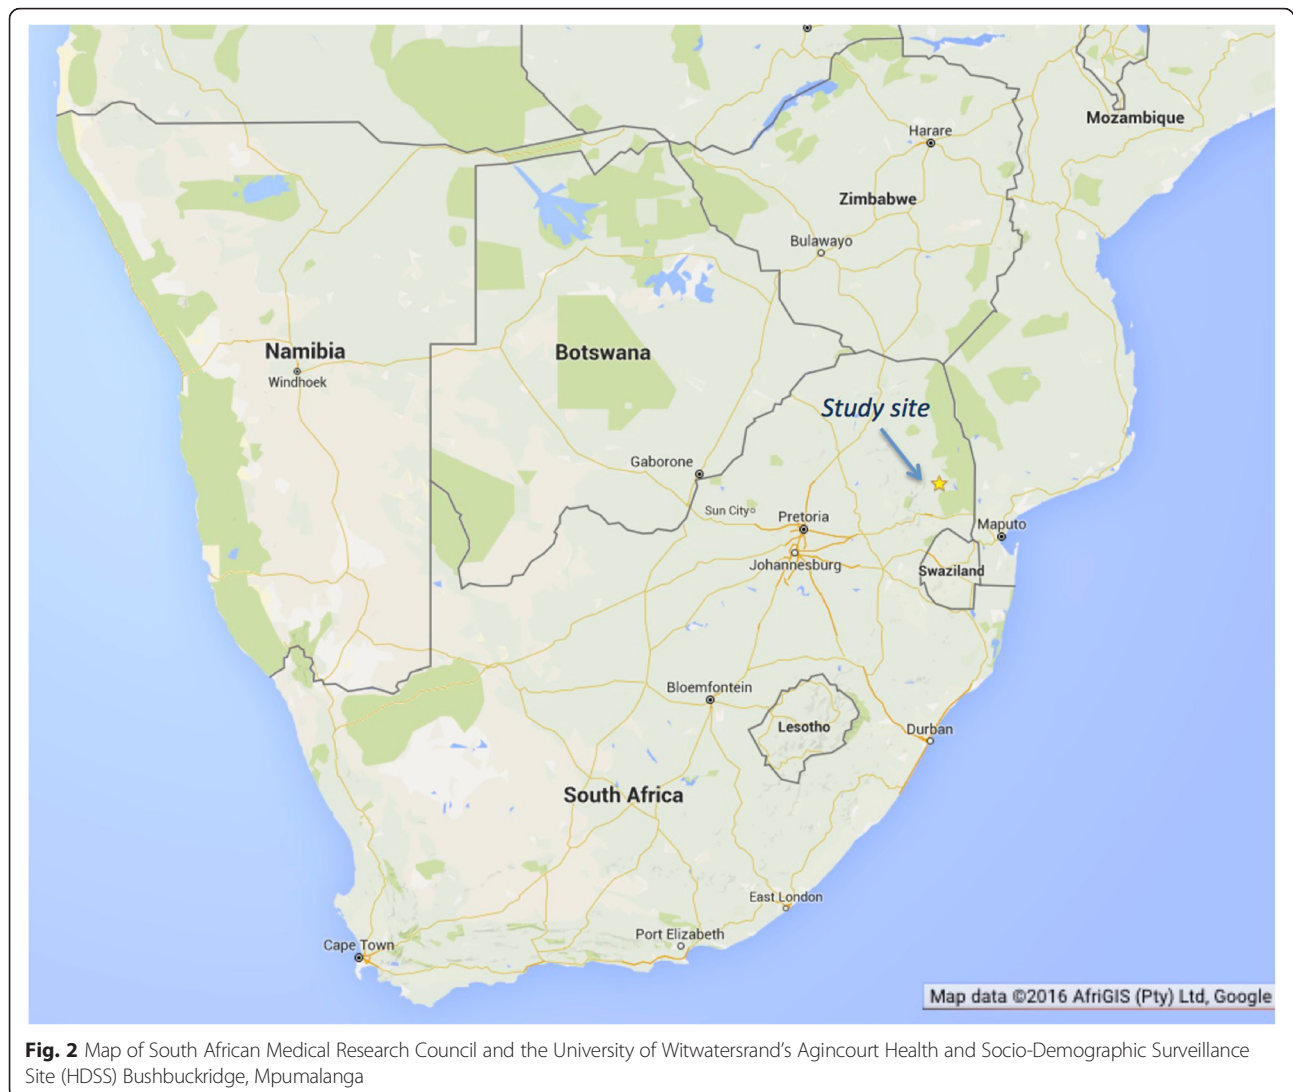 Mozambique
Harare
Zimbabwe
Bulawayo
Namibia
Windhoek
Botswana
Study site
Gaborone
Sun City
Pretoria
Maputo
Johannesburg
Swaziland
Bloemfontein
Lesotho
Durban
South Africa
East London
Port Elizabeth
Cape Town
Map data ©2016 AfriGIS (Pty) Ltd, Google
Fig. 2 Map of South African Medical Research Council and the University of Witwatersrand's Agincourt Health and Socio-Demographic Surveillance
Site (HDSS) Bushbuckridge, Mpumalanga